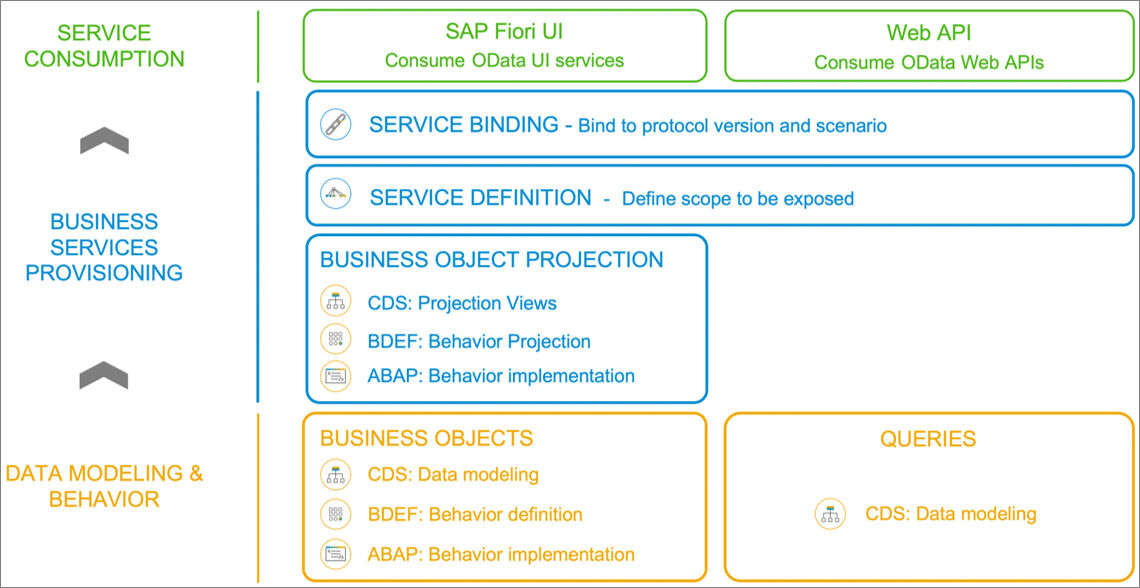 SERVICE
CONSUMPTION
SAP Fiori UI
Consume OData UI services
Web API
Consume OData Web APIs
BUSINESS
SERVICES
PROVISIONING
SERVICE BINDING - Bind to protocol version and scenario
SERVICE DEFINITION - Define scope to be exposed
BUSINESS OBJECT PROJECTION
CDS: Projection Views
BDEF: Behavior Projection
ABAP: Behavior implementation
DATA MODELING &
BEHAVIOR
BUSINESS OBJECTS
CDS: Data modeling
BDEF: Behavior definition
ABAP: Behavior implementation
QUERIES
CDS: Data modeling